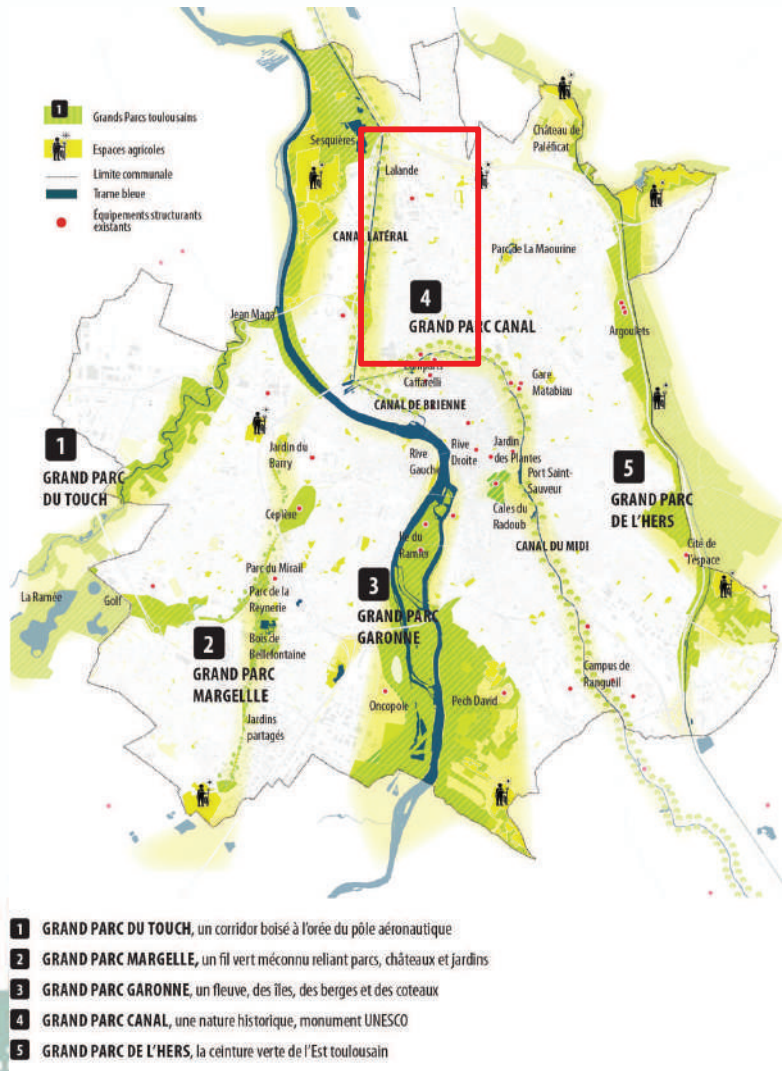 1
Grands Parcs toulousains
Espaces agricoles
Limite communale
Trame bleue
Équipements structurants
existants
Sesquières
Château de
Paléficat
Lalande
CANAL LATÉRAL
Parc de La Maourine
4
GRAND PARC CANAL
Jean Maga
Argoulets
Caffarelli
Gare
Matabiau
CANAL DE BRIENNE
1
GRAND PARC
DU TOUCH
Jardin du
Barry
Rive
Gauche
Rive
Droite
Jardin
des Plantes
Port Saint-
Sauveur
5
GRAND PARC
DE L'HERS
Cepière
Cales du
Radoub
CANAL DU MIDI
Île du
Ramier
Cité de
l'espace
Parc du Mirail
Parc de la
Reynerie
La Ramée
Golf
3
GRAND PARC
GARONNE
2
GRAND PARC
MARGELLLE
Bois de
Bellefontaine
Campus de
Rangueil
Oncopole
Pech David
Jardins
partagés
1 GRAND PARC DU TOUCH, un corridor boisé à l'orée du pôle aéronautique
2 GRAND PARC MARGELLE, un fil vert méconnu reliant parcs, châteaux et jardins
3 GRAND PARC GARONNE, un fleuve, des îles, des berges et des coteaux
4 GRAND PARC CANAL, une nature historique, monument UNESCO
5 GRAND PARC DE L'HERS, la ceinture verte de l'Est toulousain